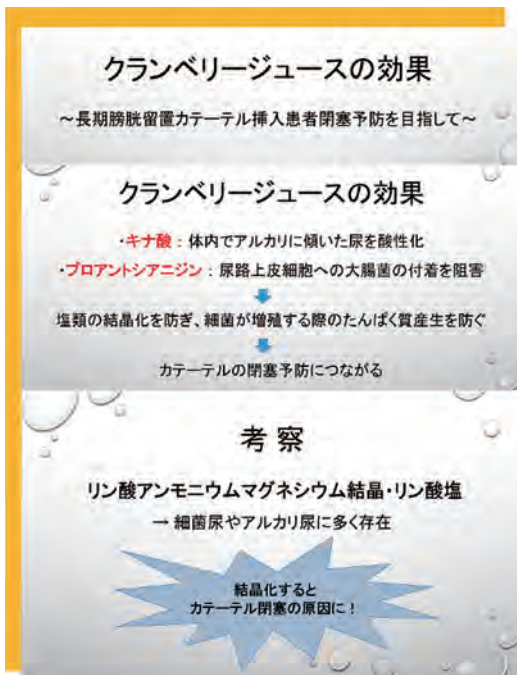 クランベリージュースの効果
～長期膀胱留置カテーテル挿入患者閉塞予防を目指して～
クランベリージュースの効果
・キナ酸：体内でアルカリに傾いた尿を酸性化
・プロアントシアニジン：尿路上皮細胞への大腸菌の付着を阻害
塩類の結晶化を防ぎ、細菌が増殖する際のたんぱく質産生を防ぐ
カテーテルの閉塞予防につながる
考察
リン酸アンモニウムマグネシウム結晶・リン酸塩
→ 細菌尿やアルカリ尿に多く存在
結晶化すると
カテーテル閉塞の原因に！